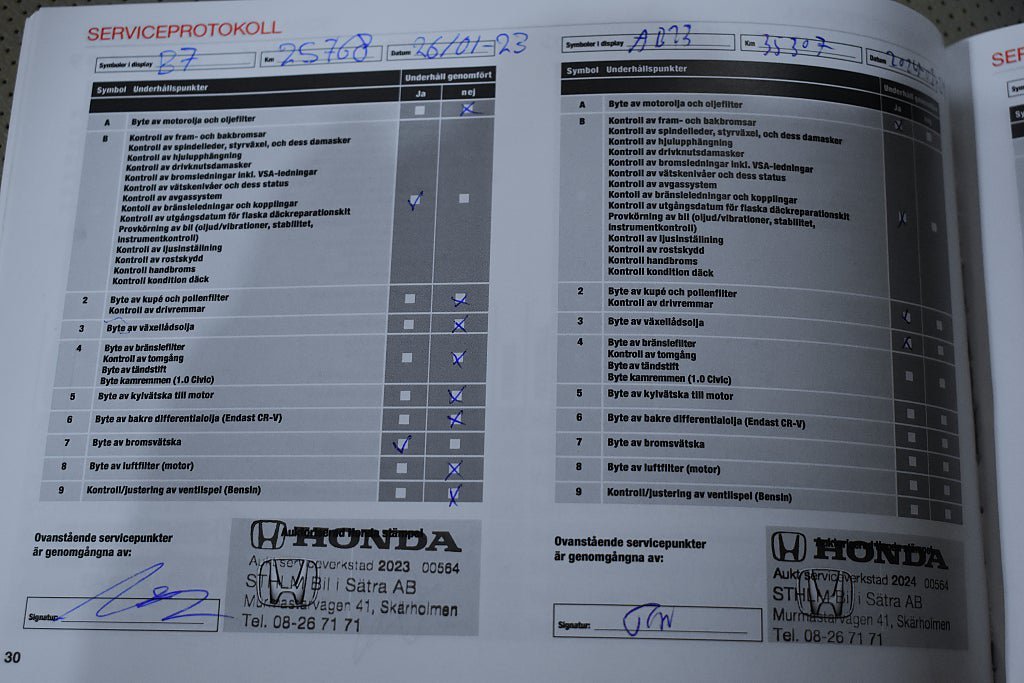 SERVICEPROTOKOLL
Symboler i display B7 Km 25768 Datum 26/01-23
Symbol Underhållspunkter Underhåll genomfört
Ja nej
A Byte av motorolja och oljefilter
B Kontroll av fram- och bakbromsar
Kontroll av spindelleder, styrväxel, och dess damasker
Kontroll av hjulupphängning
Kontroll av drivknutsdamasker
Kontroll av bromsledningar inkl. VSA-ledningar
Kontroll av vätskenivåer och dess status
Kontroll av avgassystem
Kontoll av bränsleledningar och kopplingar
Kontroll av utgångsdatum för flaska däckreparationskit
Provkörning av bil (oljud/vibrationer, stabilitet,
instrumentkontroll)
Kontroll av ljusinställning
Kontroll av rostskydd
Kontroll handbroms
Kontroll kondition däck
2 Byte av kupé och pollenfilter
Kontroll av drivremmar
3 Byte av växellådsolja
4 Byte av bränslefilter
Kontroll av tomgång
Byte av tändstift
Byte kamremmen (1.0 Civic)
5 Byte av kylvätska till motor
6 Byte av bakre differentialolja (Endast CR-V)
7 Byte av bromsvätska
8 Byte av luftfilter (motor)
9 Kontroll/justering av ventilspel (Bensin)
Ovanstående servicepunkter
är genomgångna av:
Signatur:
HONDA
Aukt serviceverkstad 2023 00564
STHLM Bil i Sätra AB
Murmästarvägen 41, Skärholmen
Tel. 08-26 71 71
30
Symboler i display AB23 Km 35307 Datum
Symbol Underhållspunkter Underhåll genomfört
Ja
A Byte av motorolja och oljefilter
B Kontroll av fram- och bakbromsar
Kontroll av spindelleder, styrväxel, och dess damasker
Kontroll av hjulupphängning
Kontroll av drivknutsdamasker
Kontroll av bromsledningar inkl. VSA-ledningar
Kontroll av vätskenivåer och dess status
Kontroll av avgassystem
Kontoll av bränsleledningar och kopplingar
Kontroll av utgångsdatum för flaska däckreparationskit
Provkörning av bil (oljud/vibrationer, stabilitet,
instrumentkontroll)
Kontroll av ljusinställning
Kontroll av rostskydd
Kontroll handbroms
Kontroll kondition däck
2 Byte av kupé och pollenfilter
Kontroll av drivremmar
3 Byte av växellådsolja
4 Byte av bränslefilter
Kontroll av tomgång
Byte av tändstift
Byte kamremmen (1.0 Civic)
5 Byte av kylvätska till motor
6 Byte av bakre differentialolja (Endast CR-V)
7 Byte av bromsvätska
8 Byte av luftfilter (motor)
9 Kontroll/justering av ventilspel (Bensin)
Ovanstående servicepunkter
är genomgångna av:
Signatur:
HONDA
Aukt serviceverkstad 2024 00564
STHLM Bil i Sätra AB
Murmästarvägen 41, Skärholmen
Tel. 08-26 71 71